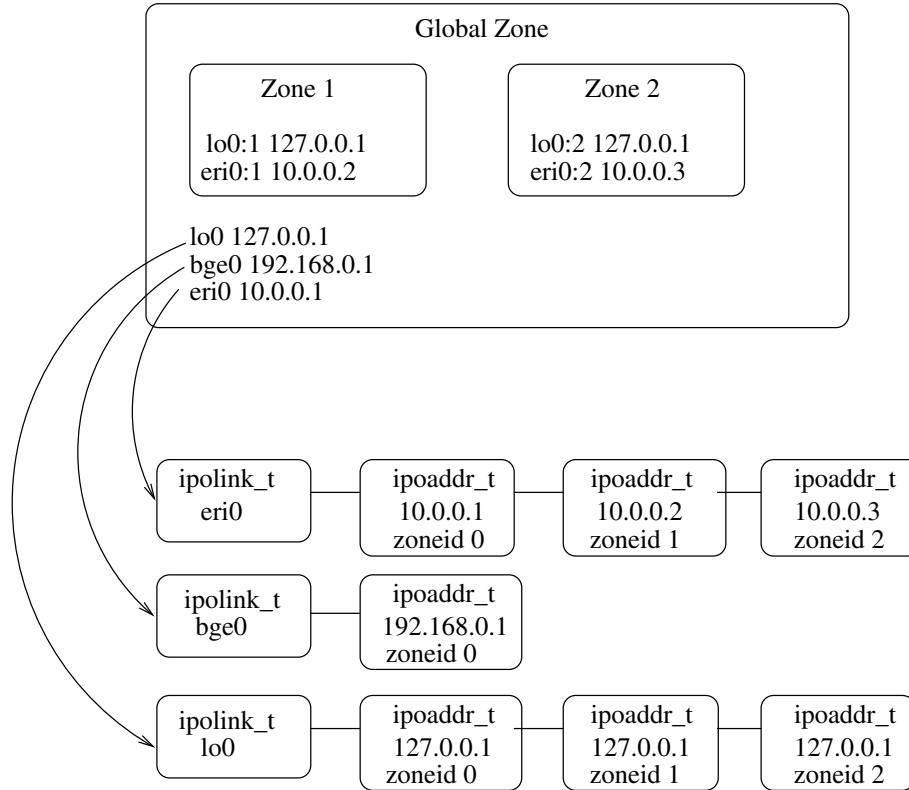 Global Zone
Zone 1
lo0:1 127.0.0.1
eri0:1 10.0.0.2
Zone 2
lo0:2 127.0.0.1
eri0:2 10.0.0.3
lo0 127.0.0.1
bge0 192.168.0.1
eri0 10.0.0.1
ipolink_t
eri0
ipoaddr_t
10.0.0.1
zoneid 0
ipoaddr_t
10.0.0.2
zoneid 1
ipoaddr_t
10.0.0.3
zoneid 2
ipolink_t
bge0
ipoaddr_t
192.168.0.1
zoneid 0
ipolink_t
lo0
ipoaddr_t
127.0.0.1
zoneid 0
ipoaddr_t
127.0.0.1
zoneid 1
ipoaddr_t
127.0.0.1
zoneid 2